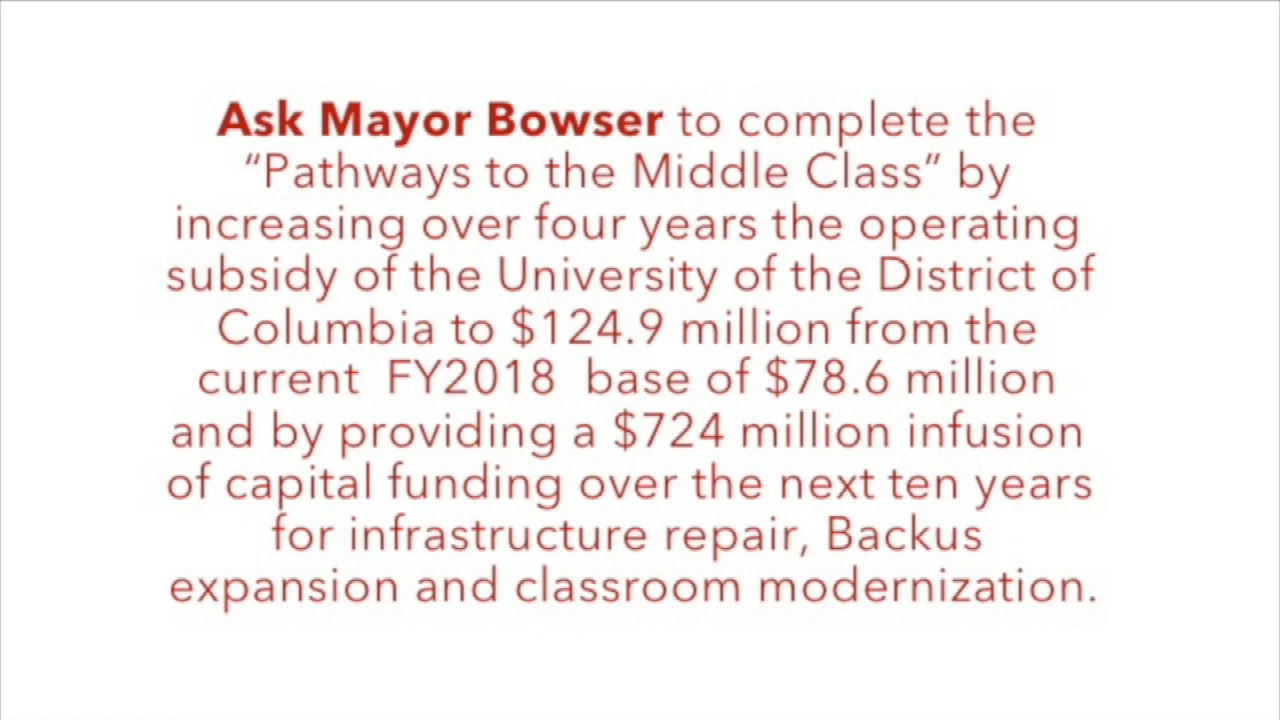 Ask Mayor Bowser to complete the
“Pathways to the Middle Class” by
increasing over four years the operating
subsidy of the University of the District of
Columbia to $124.9 million from the
current FY2018 base of $78.6 million
and by providing a $724 million infusion
of capital funding over the next ten years
for infrastructure repair, Backus
expansion and classroom modernization.